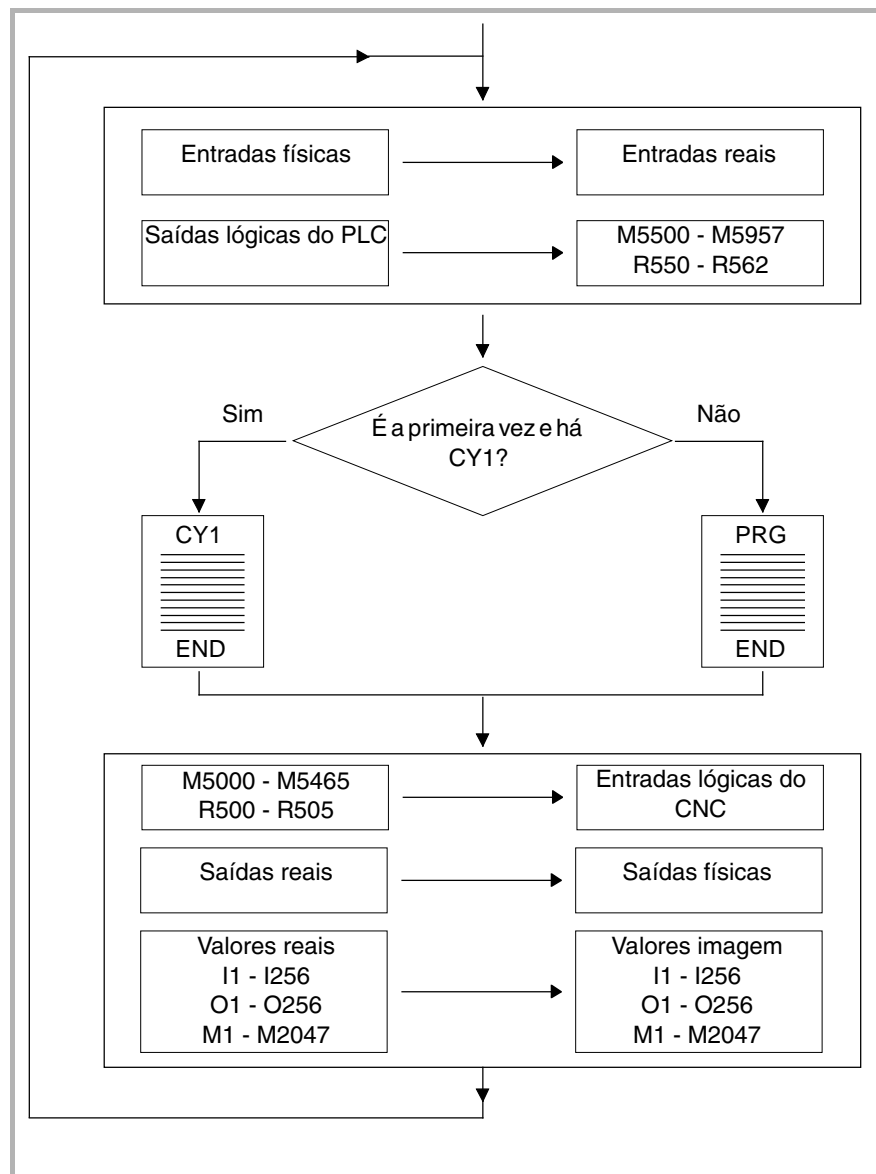 Entradas físicas
Entradas reais
Saídas lógicas do PLC
M5500 - M5957
R550 - R562
Sim
É a primeira vez e há
CY1?
Não
CY1
END
PRG
END
M5000 - M5465
R500 - R505
Entradas lógicas do
CNC
Saídas reais
Saídas físicas
Valores reais
I1 - I256
O1 - O256
M1 - M2047
Valores imagem
I1 - I256
O1 - O256
M1 - M2047